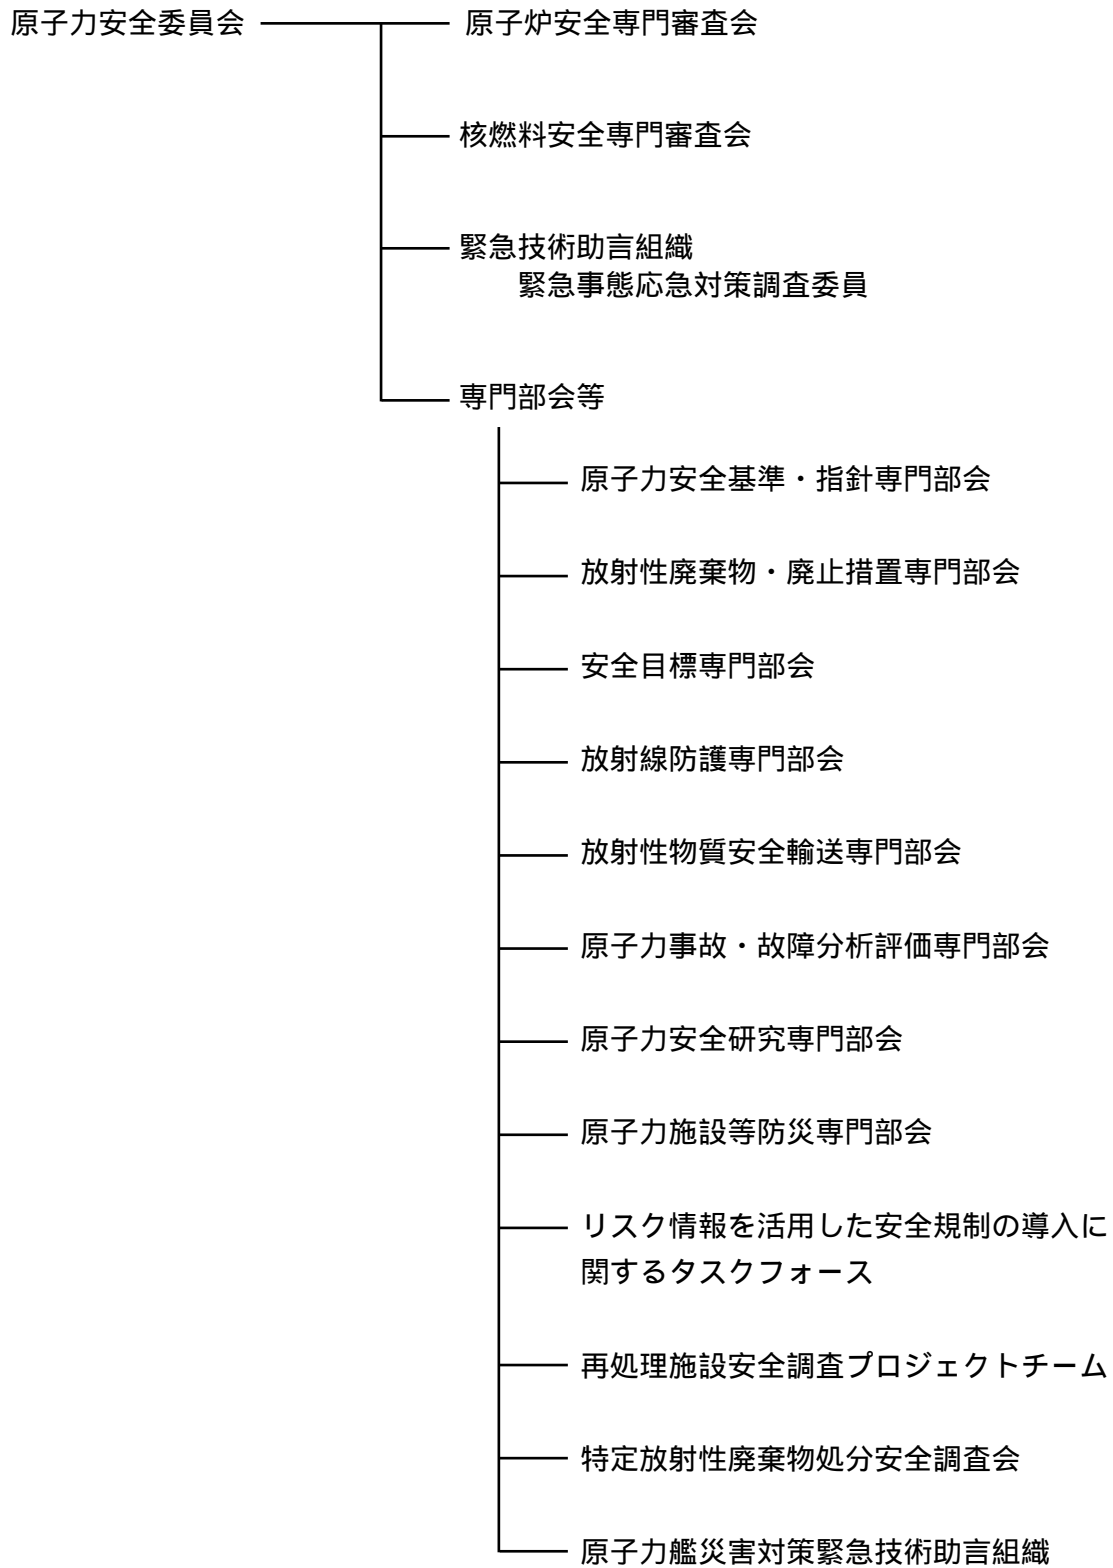 原子力安全委員会
原子炉安全専門審査会
核燃料安全専門審査会
緊急技術助言組織
緊急事態応急対策調査委員
専門部会等
原子力安全基準・指針専門部会
放射性廃棄物・廃止措置専門部会
安全目標専門部会
放射線防護専門部会
放射性物質安全輸送専門部会
原子力事故・故障分析評価専門部会
原子力安全研究専門部会
原子力施設等防災専門部会
リスク情報を活用した安全規制の導入に
関するタスクフォース
再処理施設安全調査プロジェクトチーム
特定放射性廃棄物処分安全調査会
原子力艦災害対策緊急技術助言組織